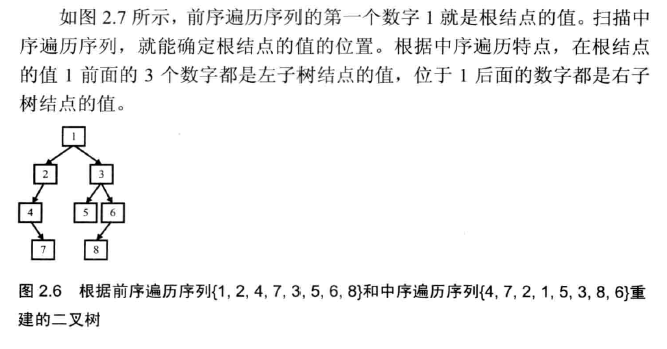 如图 2.7 所示，前序遍历序列的第一个数字 1 就是根结点的值。扫描中
序遍历序列，就能确定根结点的值的位置。根据中序遍历特点，在根结点
的值 1 前面的 3 个数字都是左子树结点的值，位于 1 后面的数字都是右子
树结点的值。
1
2 3
4 5 6
7 8
图 2.6 根据前序遍历序列{1, 2, 4, 7, 3, 5, 6, 8}和中序遍历序列{4, 7, 2, 1, 5, 3, 8, 6}重
建的二叉树